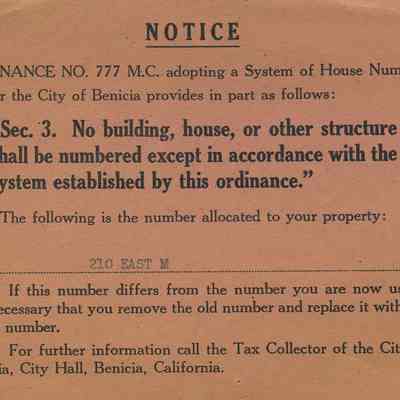 NOTICE
NANCE NO. 777 M.C. adopting a System of House Num
r the City of Benicia provides in part as follows:
Sec. 3. No building, house, or other structure
hall be numbered except in accordance with the
ystem established by this ordinance.”
The following is the number allocated to your property:
210 EAST M
If this number differs from the number you are now us
ecessary that you remove the old number and replace it with
number.
For further information call the Tax Collector of the Cit
ia, City Hall, Benicia, California.